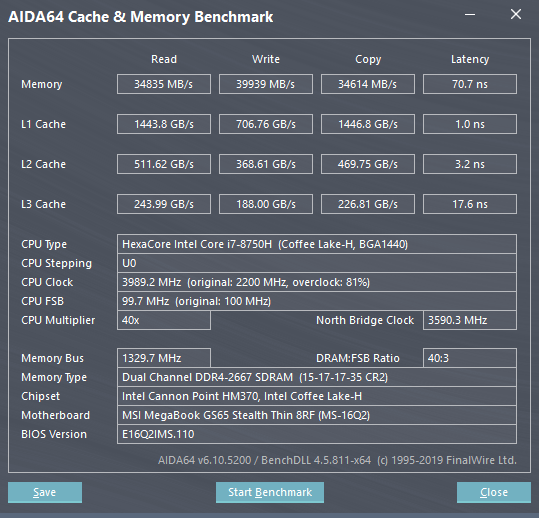 AIDA64 Cache & Memory Benchmark
Read Write Copy Latency
Memory 34835 MB/s 39939 MB/s 34614 MB/s 70.7 ns
L1 Cache 1443.8 GB/s 706.76 GB/s 1446.8 GB/s 1.0 ns
L2 Cache 511.62 GB/s 368.61 GB/s 469.75 GB/s 3.2 ns
L3 Cache 243.99 GB/s 188.00 GB/s 226.81 GB/s 17.6 ns
CPU Type HexaCore Intel Core i7-8750H (Coffee Lake-H, BGA1440)
CPU Stepping U0
CPU Clock 3989.2 MHz (original: 2200 MHz, overclock: 81%)
CPU FSB 99.7 MHz (original: 100 MHz)
CPU Multiplier 40x North Bridge Clock 3590.3 MHz
Memory Bus 1329.7 MHz DRAM:FSB Ratio 40:3
Memory Type Dual Channel DDR4-2667 SDRAM (15-17-17-35 CR2)
Chipset Intel Cannon Point HM370, Intel Coffee Lake-H
Motherboard MSI MegaBook GS65 Stealth Thin 8RF (MS-16Q2)
BIOS Version E16Q2IMS.110
AIDA64 v6.10.5200 / BenchDLL 4.5.811-x64 (c) 1995-2019 FinalWire Ltd.
Save Start Benchmark Close